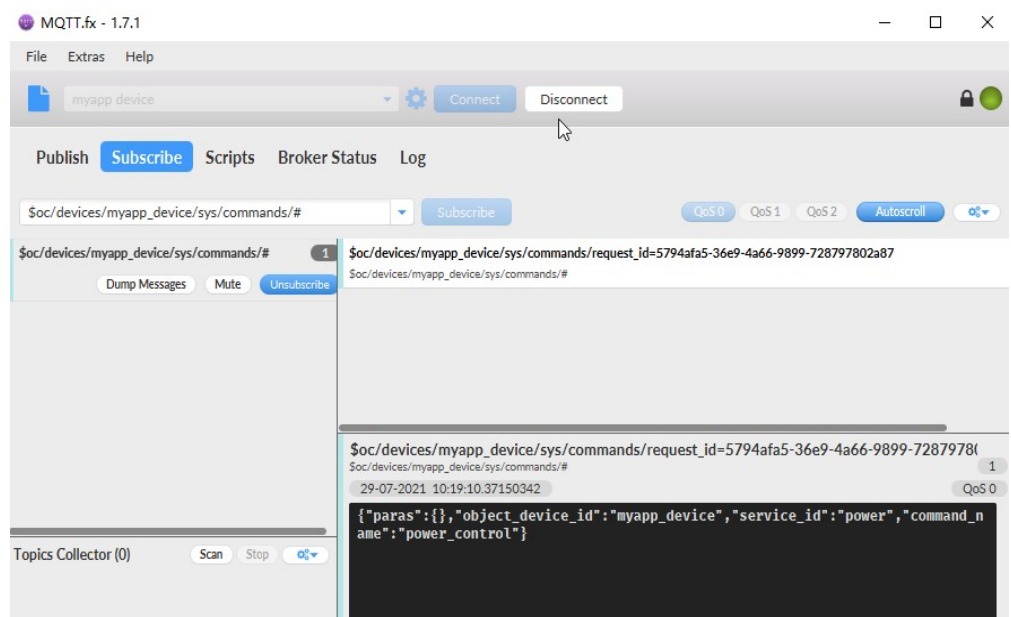 MQTT.fx - 1.7.1
File Extras Help
myapp device Connect Disconnect
Publish Subscribe Scripts Broker Status Log
$oc/devices/myapp_device/sys/commands/# Subscribe QoS 0 QoS 1 QoS 2 Autoscroll
$oc/devices/myapp_device/sys/commands/# 1
Dump Messages Mute Unsubscribe
$oc/devices/myapp_device/sys/commands/request_id=5794afa5-36e9-4a66-9899-728797802a87
$oc/devices/myapp_device/sys/commands/#
$oc/devices/myapp_device/sys/commands/request_id=5794afa5-36e9-4a66-9899-7287978(
$oc/devices/myapp_device/sys/commands/# 1
29-07-2021 10:19:10.37150342 QoS 0
{"paras":{},"object_device_id":"myapp_device","service_id":"power","command_n
ame":"power_control"}
Topics Collector (0) Scan Stop